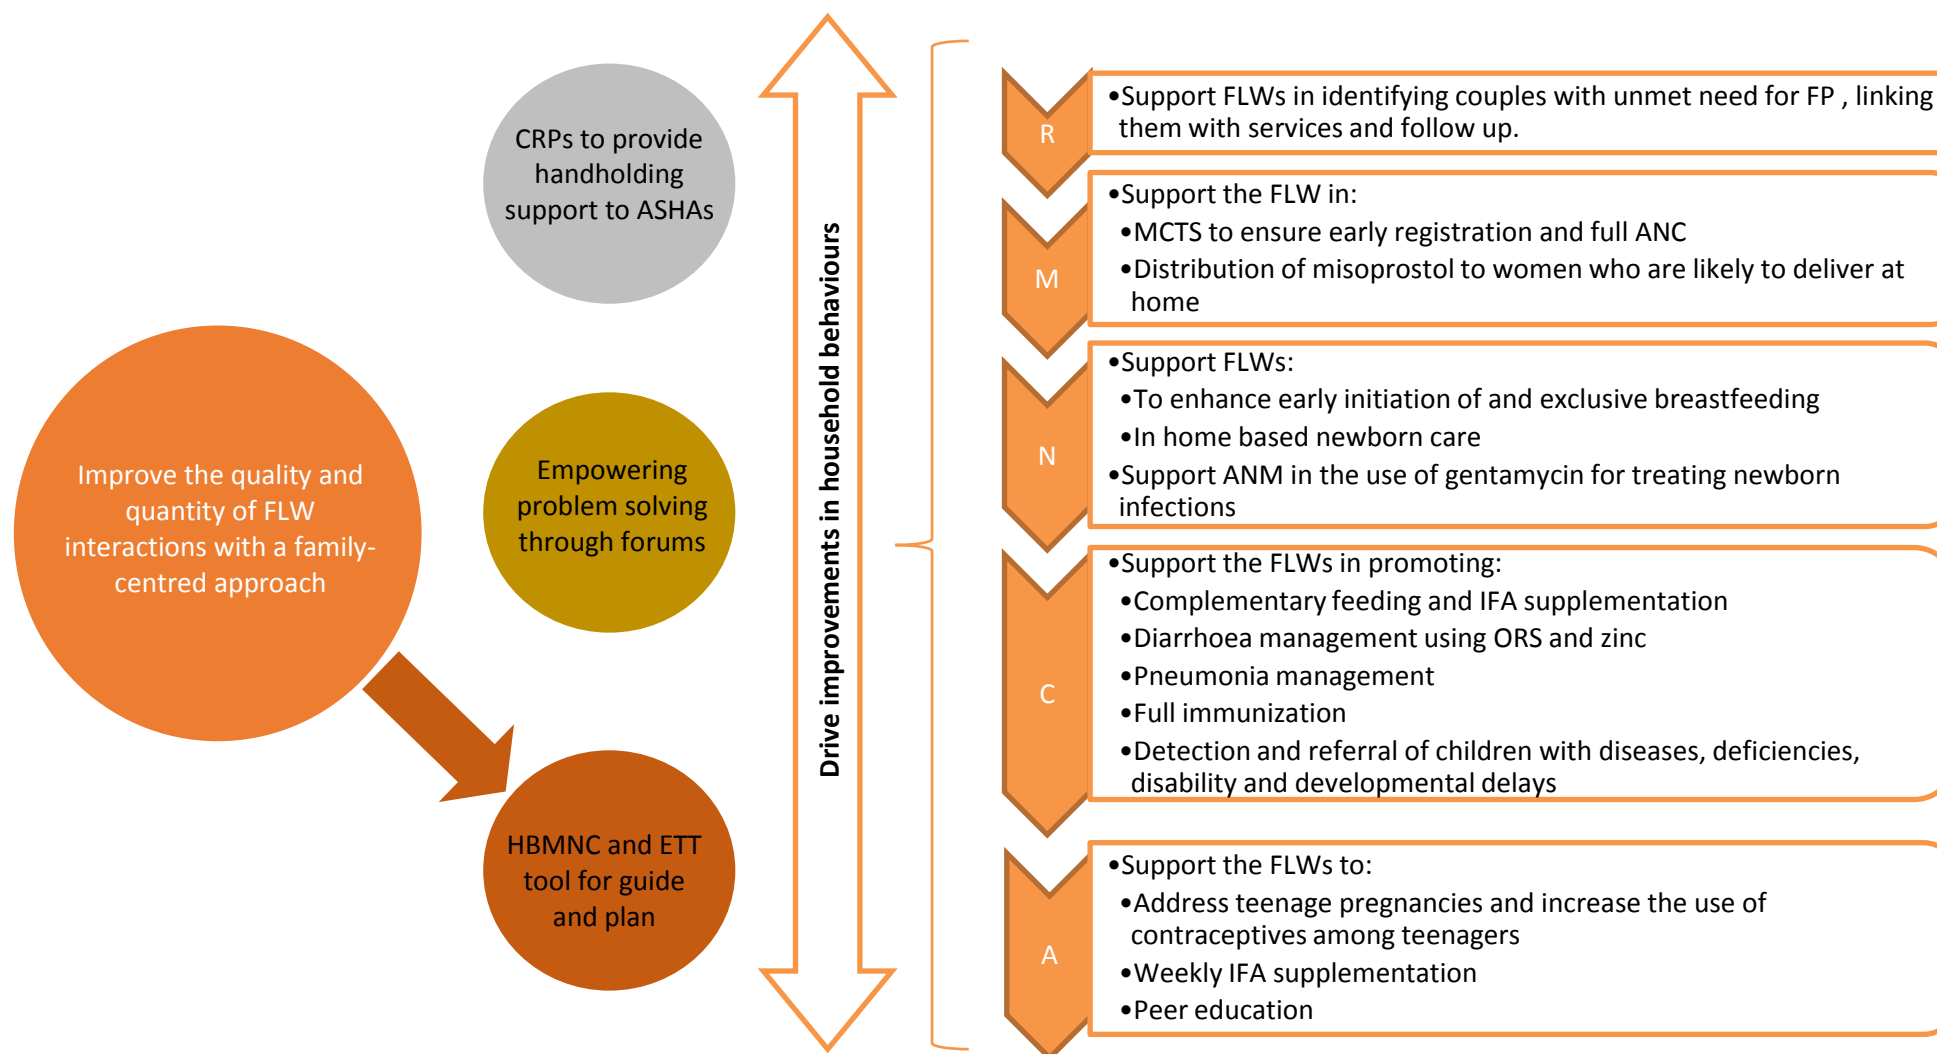 Improve the quality and
quantity of FLW
interactions with a family-
centred approach
CRPs to provide
handholding
support to ASHAs
Empowering
problem solving
through forums
HBMNC and ETT
tool for guide
and plan
Drive improvements in household behaviours
R
•Support FLWs in identifying couples with unmet need for FP , linking
them with services and follow up.
M
•Support the FLW in:
•MCTS to ensure early registration and full ANC
•Distribution of misoprostol to women who are likely to deliver at
home
N
•Support FLWs:
•To enhance early initiation of and exclusive breastfeeding
•In home based newborn care
•Support ANM in the use of gentamycin for treating newborn
infections
C
•Support the FLWs in promoting:
•Complementary feeding and IFA supplementation
•Diarrhoea management using ORS and zinc
•Pneumonia management
•Full immunization
•Detection and referral of children with diseases, deficiencies,
disability and developmental delays
A
•Support the FLWs to:
•Address teenage pregnancies and increase the use of
contraceptives among teenagers
•Weekly IFA supplementation
•Peer education